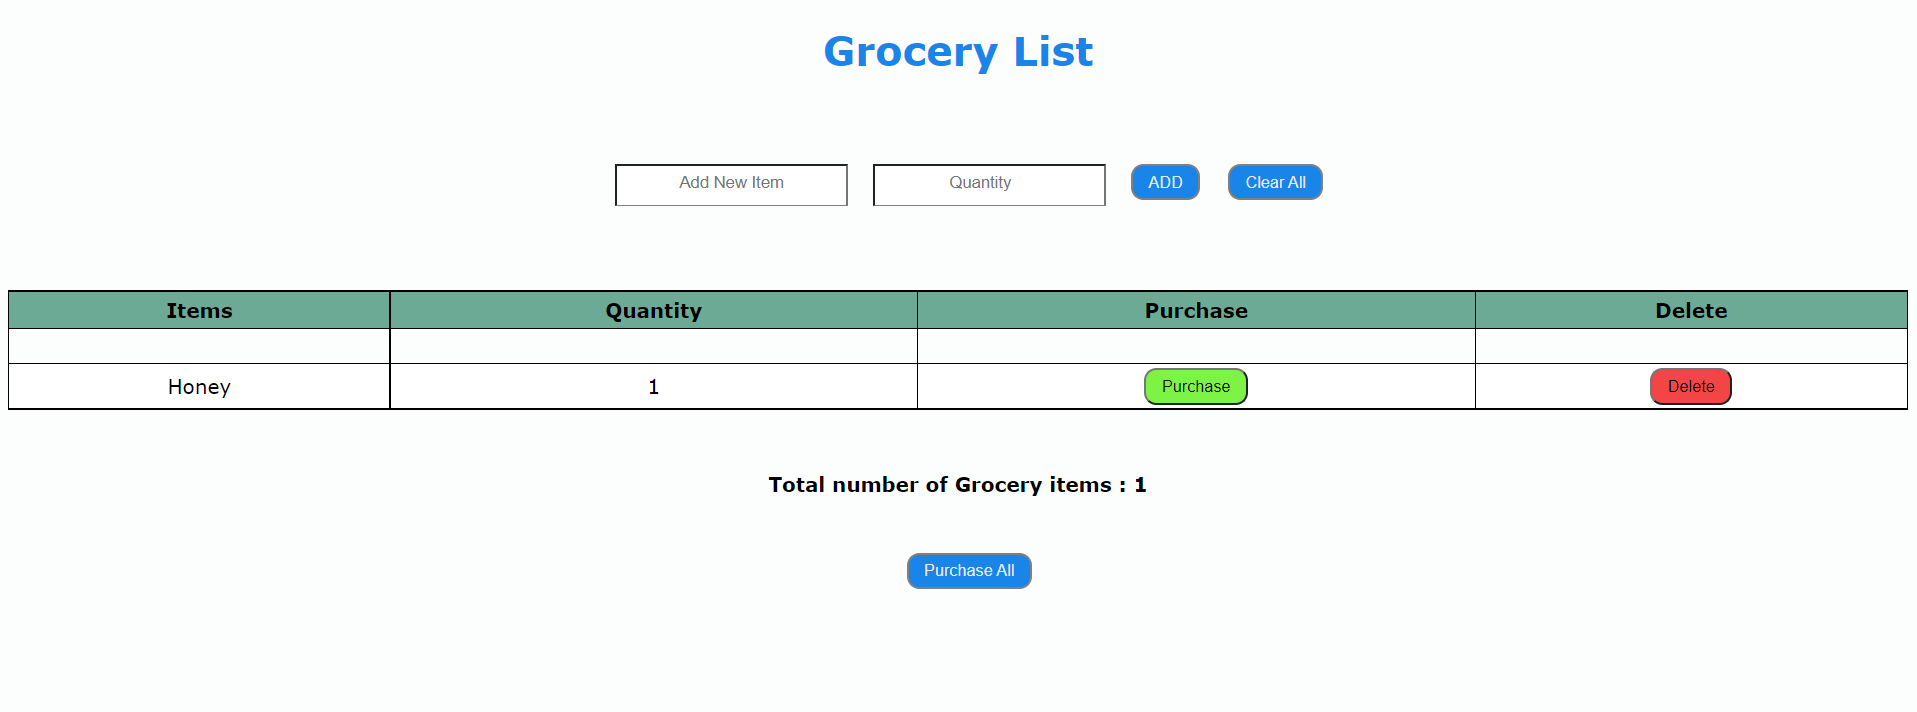 Grocery List
Add New Item Quantity ADD Clear All
Items Quantity Purchase Delete
Honey 1 Purchase Delete
Total number of Grocery items : 1
Purchase All